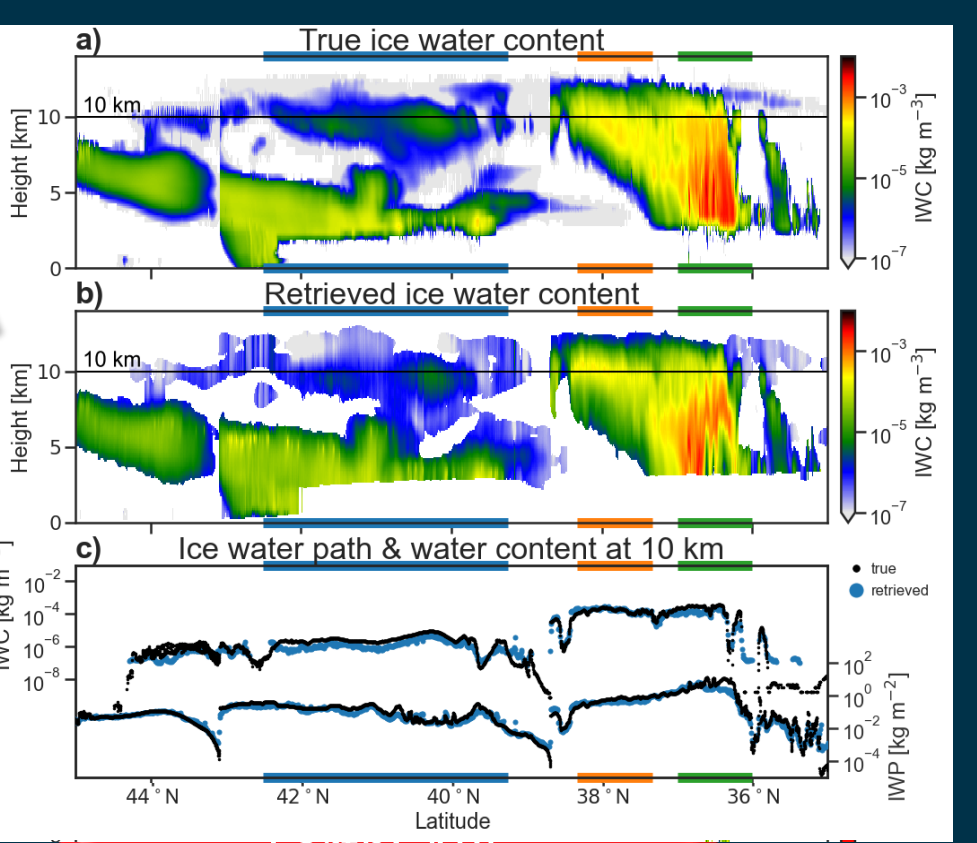 a) True ice water content
10 km
Height [km]
10
5
0
10⁻³
10⁻⁵
10⁻⁷
IWC [kg m⁻³]
b) Retrieved ice water content
10 km
Height [km]
10
5
0
10⁻³
10⁻⁵
10⁻⁷
IWC [kg m⁻³]
c) Ice water path & water content at 10 km
true
retrieved
IWC [kg m
10⁻²
10⁻⁴
10⁻⁶
10⁻⁸
10²
10⁰
10⁻²
10⁻⁴
IWP [kg m⁻²]
44°N 42°N 40°N 38°N 36°N
Latitude